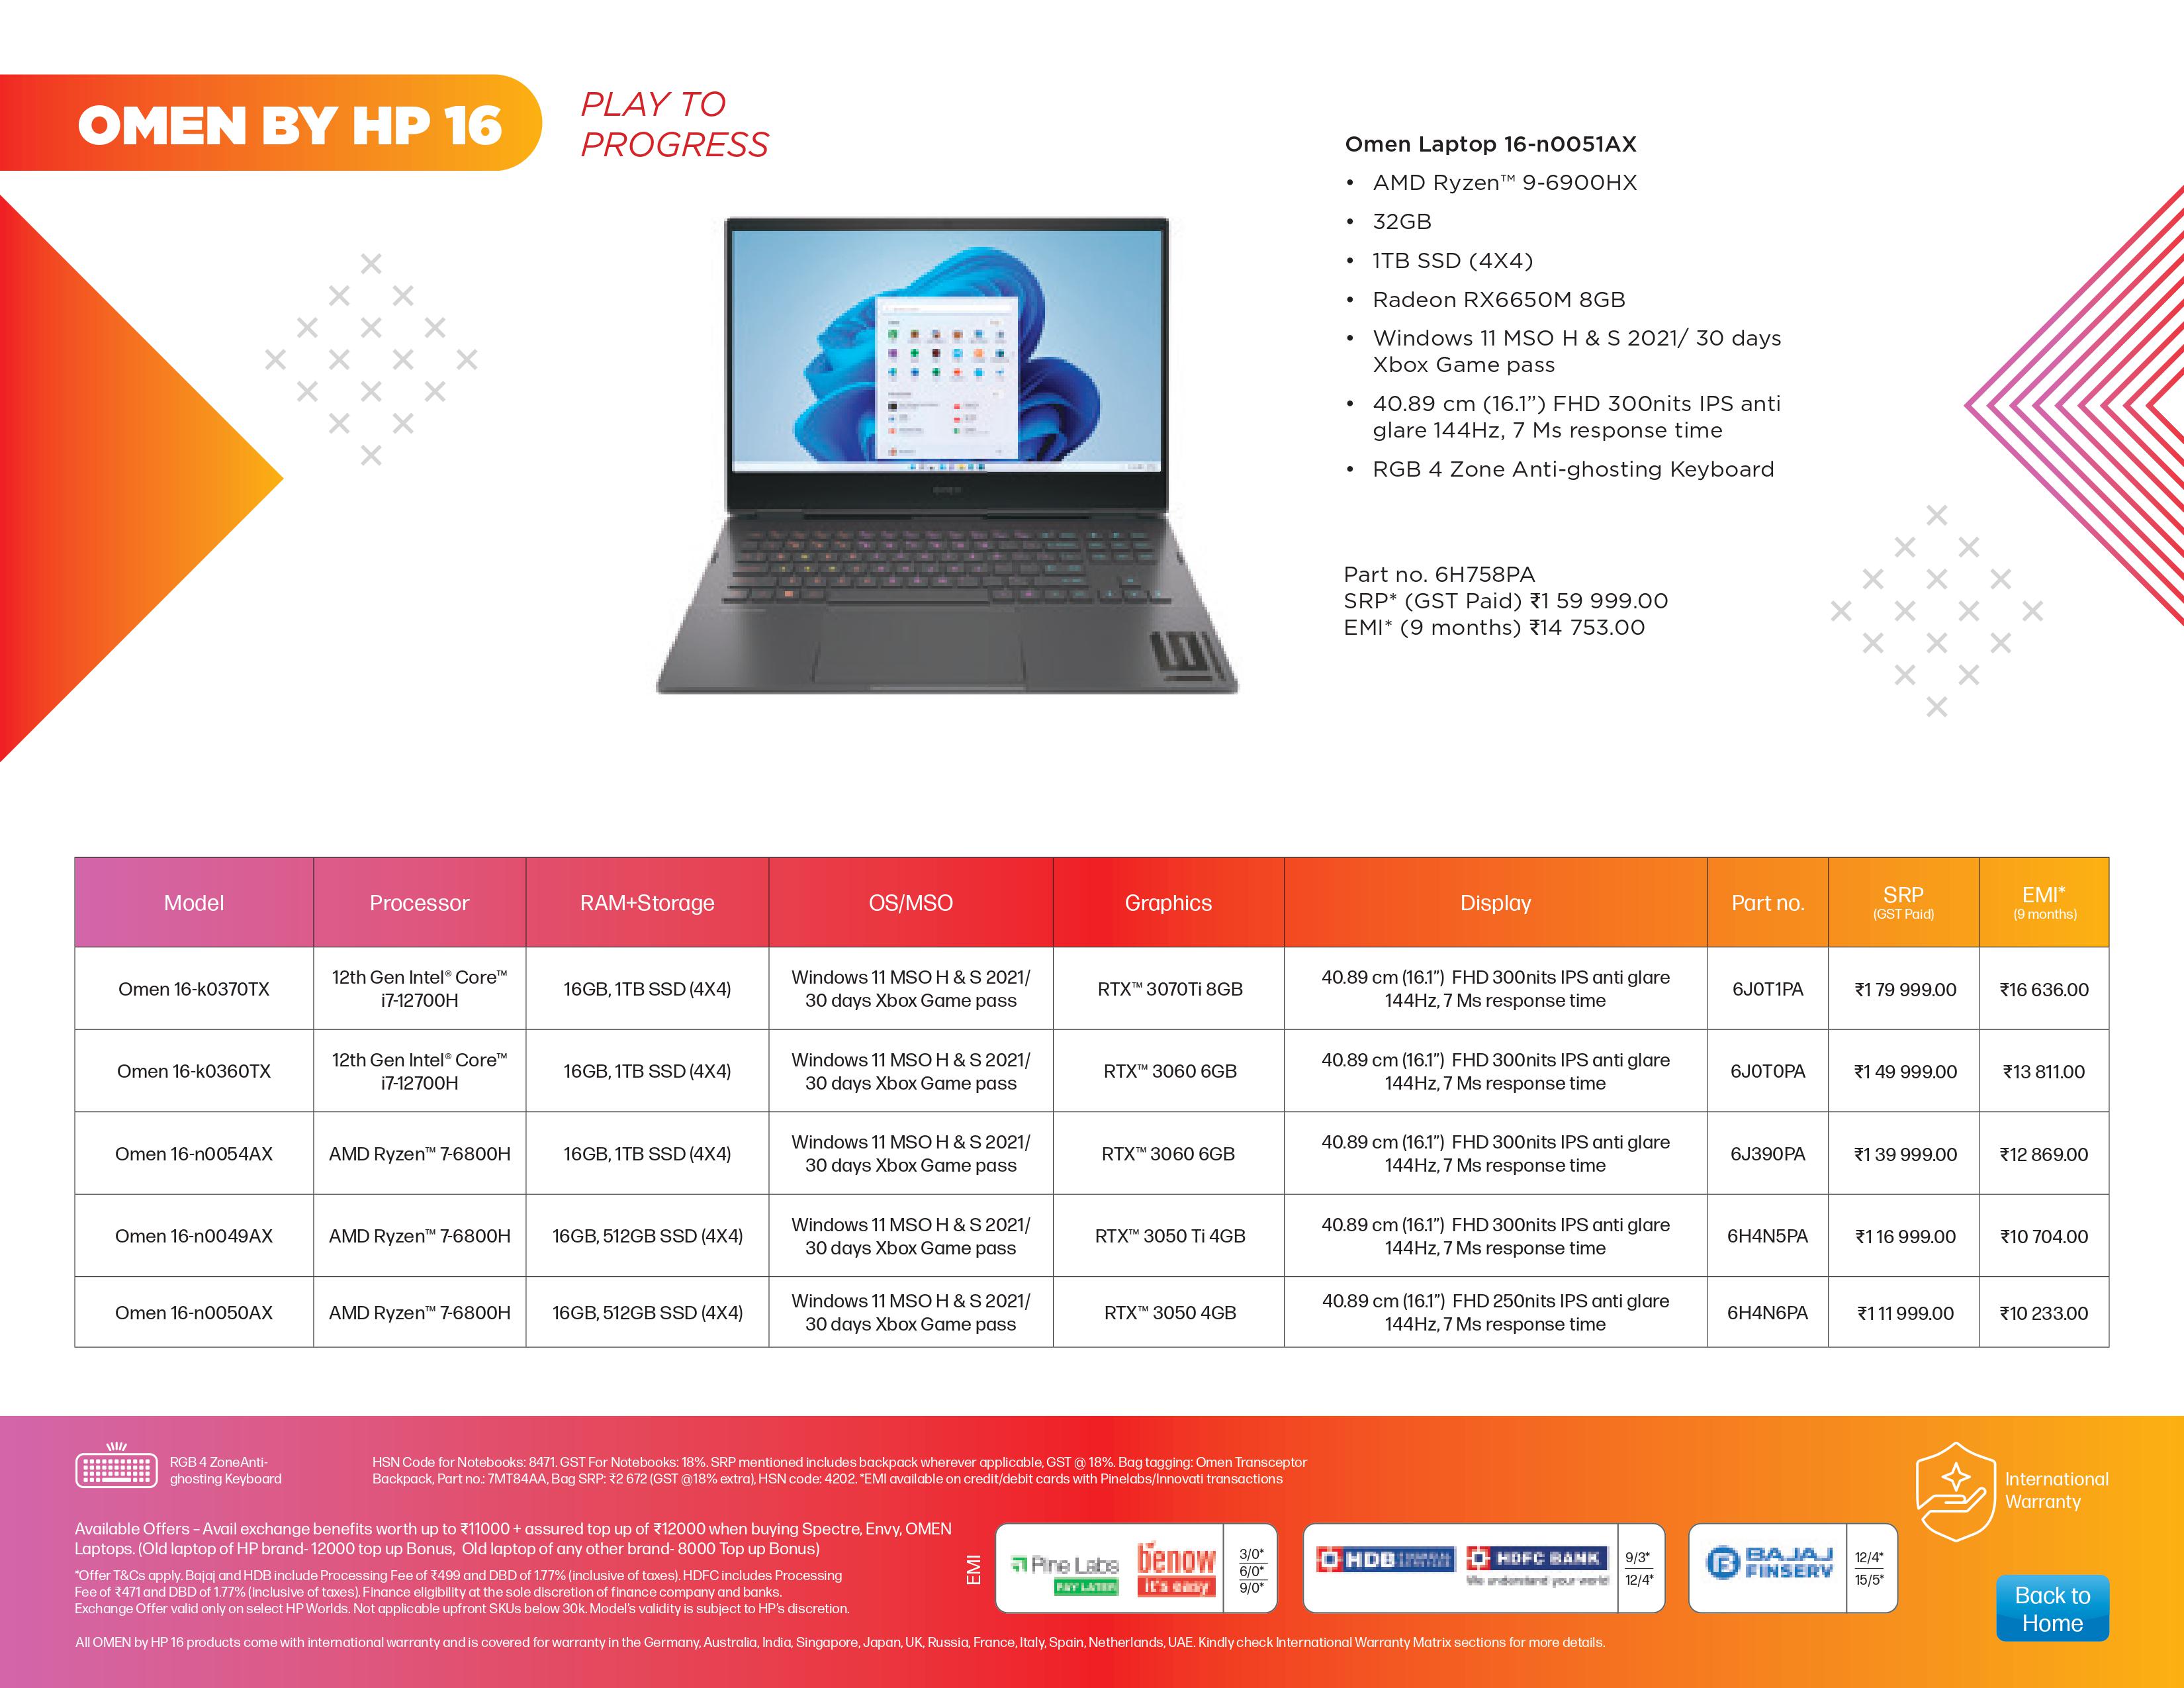 OMEN BY HP 16
PLAY TO
PROGRESS
Omen Laptop 16-n0051AX
• AMD Ryzen™ 9-6900HX
• 32GB
• 1TB SSD (4X4)
• Radeon RX6650M 8GB
• Windows 11 MSO H & S 2021/ 30 days
Xbox Game pass
• 40.89 cm (16.1”) FHD 300nits IPS anti
glare 144Hz, 7 Ms response time
• RGB 4 Zone Anti-ghosting Keyboard
Part no. 6H758PA
SRP* (GST Paid) ₹1 59 999.00
EMI* (9 months) ₹14 753.00
Model Processor RAM+Storage OS/MSO Graphics Display Part no. SRP (GST Paid) EMI* (9 months)
Omen 16-k0370TX 12th Gen Intel® Core™ i7-12700H 16GB, 1TB SSD (4X4) Windows 11 MSO H & S 2021/ 30 days Xbox Game pass RTX™ 3070Ti 8GB 40.89 cm (16.1”) FHD 300nits IPS anti glare 144Hz, 7 Ms response time 6J0T1PA ₹1 79 999.00 ₹16 636.00
Omen 16-k0360TX 12th Gen Intel® Core™ i7-12700H 16GB, 1TB SSD (4X4) Windows 11 MSO H & S 2021/ 30 days Xbox Game pass RTX™ 3060 6GB 40.89 cm (16.1”) FHD 300nits IPS anti glare 144Hz, 7 Ms response time 6J0T0PA ₹1 49 999.00 ₹13 811.00
Omen 16-n0054AX AMD Ryzen™ 7-6800H 16GB, 1TB SSD (4X4) Windows 11 MSO H & S 2021/ 30 days Xbox Game pass RTX™ 3060 6GB 40.89 cm (16.1”) FHD 300nits IPS anti glare 144Hz, 7 Ms response time 6J390PA ₹1 39 999.00 ₹12 869.00
Omen 16-n0049AX AMD Ryzen™ 7-6800H 16GB, 512GB SSD (4X4) Windows 11 MSO H & S 2021/ 30 days Xbox Game pass RTX™ 3050 Ti 4GB 40.89 cm (16.1”) FHD 300nits IPS anti glare 144Hz, 7 Ms response time 6H4N5PA ₹1 16 999.00 ₹10 704.00
Omen 16-n0050AX AMD Ryzen™ 7-6800H 16GB, 512GB SSD (4X4) Windows 11 MSO H & S 2021/ 30 days Xbox Game pass RTX™ 3050 4GB 40.89 cm (16.1”) FHD 250nits IPS anti glare 144Hz, 7 Ms response time 6H4N6PA ₹1 11 999.00 ₹10 233.00
RGB 4 ZoneAnti-
ghosting Keyboard
HSN Code for Notebooks: 8471. GST For Notebooks: 18%. SRP mentioned includes backpack wherever applicable, GST @ 18%. Bag tagging: Omen Transceptor
Backpack, Part no.: 7MT84AA, Bag SRP: ₹2 672 (GST @18% extra), HSN code: 4202. *EMI available on credit/debit cards with Pinelabs/Innovati transactions
International
Warranty
Available Offers – Avail exchange benefits worth up to ₹11000 + assured top up of ₹12000 when buying Spectre, Envy, OMEN
Laptops. (Old laptop of HP brand- 12000 top up Bonus, Old laptop of any other brand- 8000 Top up Bonus)
*Offer T&Cs apply. Bajaj and HDB include Processing Fee of ₹499 and DBD of 1.77% (inclusive of taxes). HDFC includes Processing
Fee of ₹471 and DBD of 1.77% (inclusive of taxes). Finance eligibility at the sole discretion of finance company and banks.
Exchange Offer valid only on select HP Worlds. Not applicable upfront SKUs below 30k. Model’s validity is subject to HP’s discretion.
EMI
Pine Labs
PAY LATER
benow
it's easy
3/0*
6/0*
9/0*
HDB FINANCIAL SERVICES
HDFC BANK
We understand your world
9/3*
12/4*
BAJAJ
FINSERV
12/4*
15/5*
Back to
Home
All OMEN by HP 16 products come with international warranty and is covered for warranty in the Germany, Australia, India, Singapore, Japan, UK, Russia, France, Italy, Spain, Netherlands, UAE. Kindly check International Warranty Matrix sections for more details.